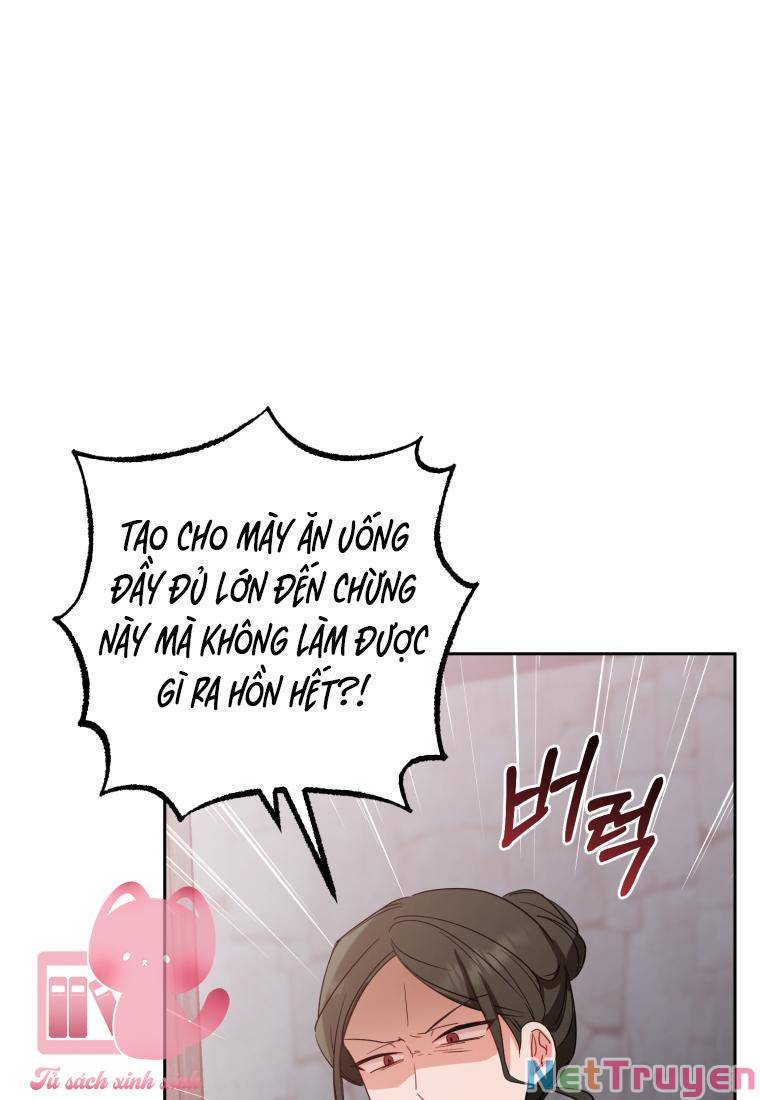 TAO CHO MÀY ĂN UỐNG
ĐẦY ĐỦ LỚN ĐẾN CHỪNG
NÀY MÀ KHÔNG LÀM ĐƯỢC
GÌ RA HỒN HẾT?!
버럭
Tủ sách xinh xinh
NetTruyen